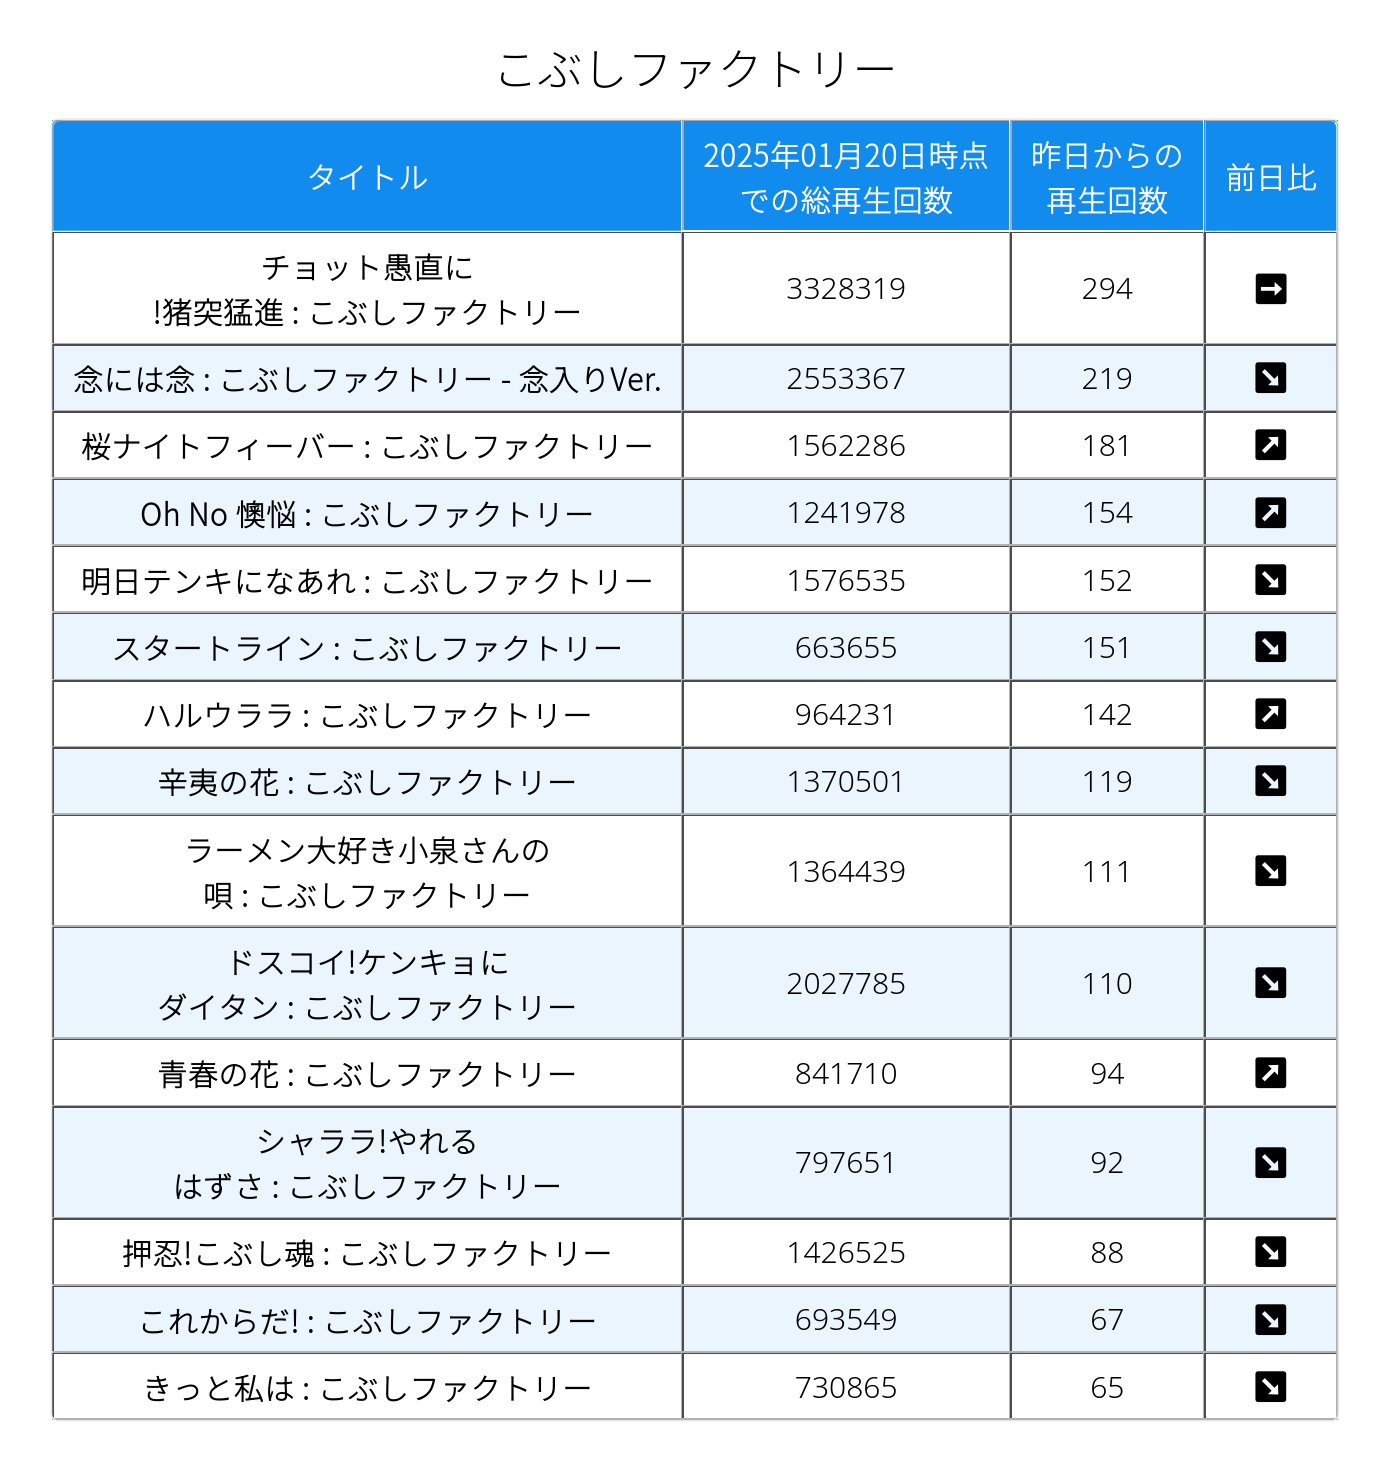 こぶしファクトリー
タイトル
2025年01月20日時点
での総再生回数
昨日からの
再生回数
前日比
チョット愚直に
!猪突猛進 : こぶしファクトリー
3328319
294
念には念 : こぶしファクトリー - 念入りVer.
2553367
219
桜ナイトフィーバー : こぶしファクトリー
1562286
181
Oh No 懊悩 : こぶしファクトリー
1241978
154
明日テンキになあれ : こぶしファクトリー
1576535
152
スタートライン : こぶしファクトリー
663655
151
ハルウララ : こぶしファクトリー
964231
142
辛夷の花 : こぶしファクトリー
1370501
119
ラーメン大好き小泉さんの
唄 : こぶしファクトリー
1364439
111
ドスコイ!ケンキョに
ダイタン : こぶしファクトリー
2027785
110
青春の花 : こぶしファクトリー
841710
94
シャララ!やれる
はずさ : こぶしファクトリー
797651
92
押忍!こぶし魂 : こぶしファクトリー
1426525
88
これからだ! : こぶしファクトリー
693549
67
きっと私は : こぶしファクトリー
730865
65